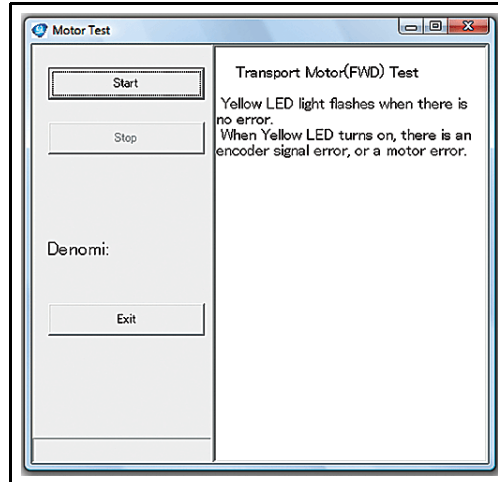 Motor Test
Start
Stop
Denomi:
Exit
Transport Motor(FWD) Test
Yellow LED light flashes when there is
no error.
When Yellow LED turns on, there is an
encoder signal error, or a motor error.